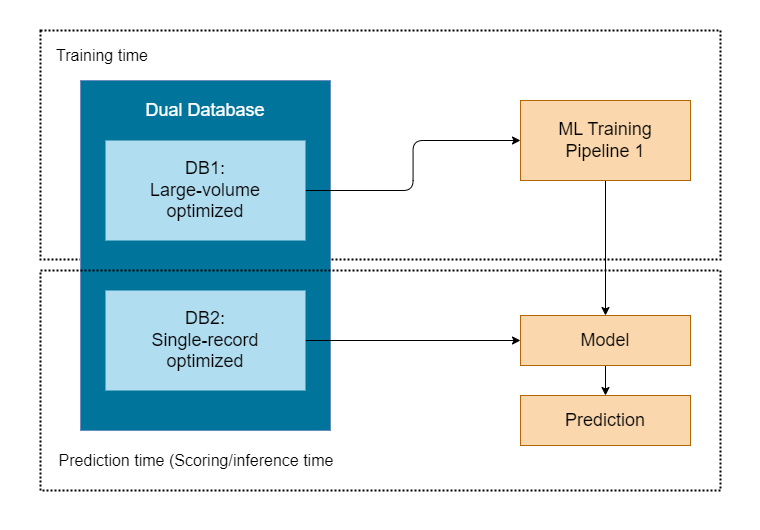 Training time
Dual Database
DB1:
Large-volume
optimized
ML Training
Pipeline 1
DB2:
Single-record
optimized
Model
Prediction
Prediction time (Scoring/inference time